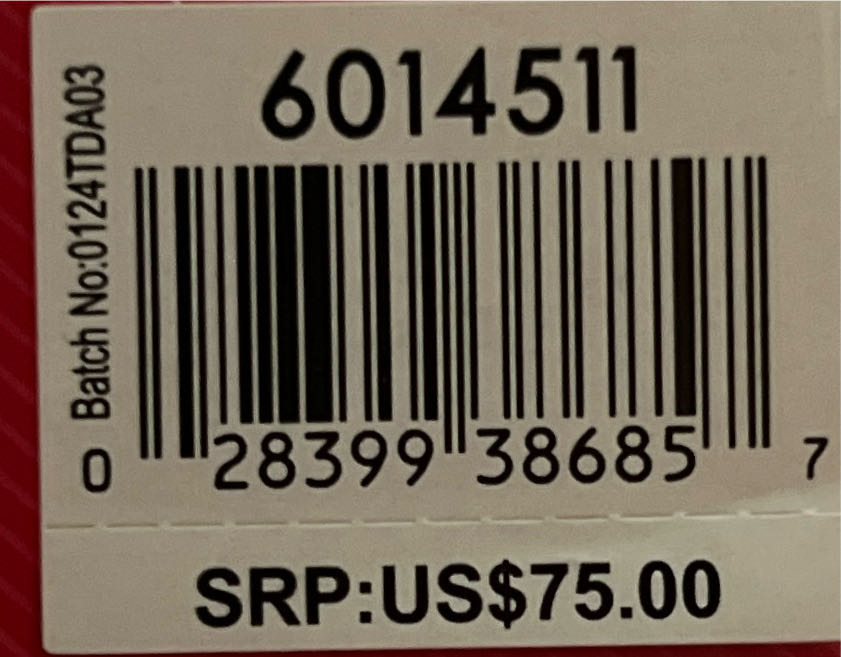 6014511
Batch No:0124TDA03
0 28399 38685 7
SRP:US$75.00